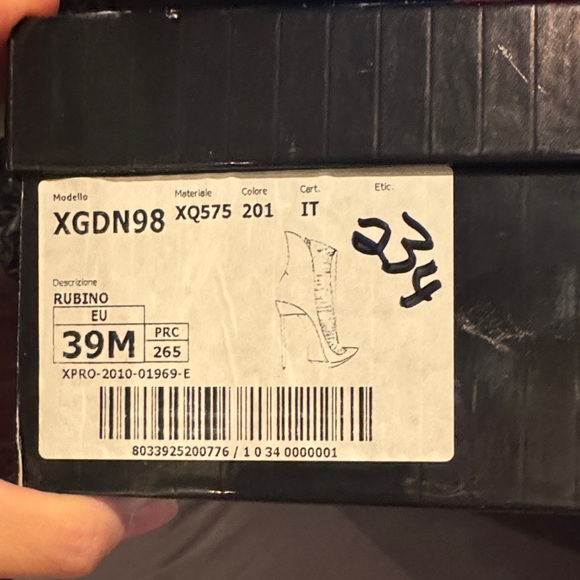 Modello Materiale Colore Cart. Etic.
XGDN98 XQ575 201 IT
234
Descrizione
RUBINO
EU
39M PRC
265
XPRO-2010-01969-E
8033925200776 / 1 0 34 0000001